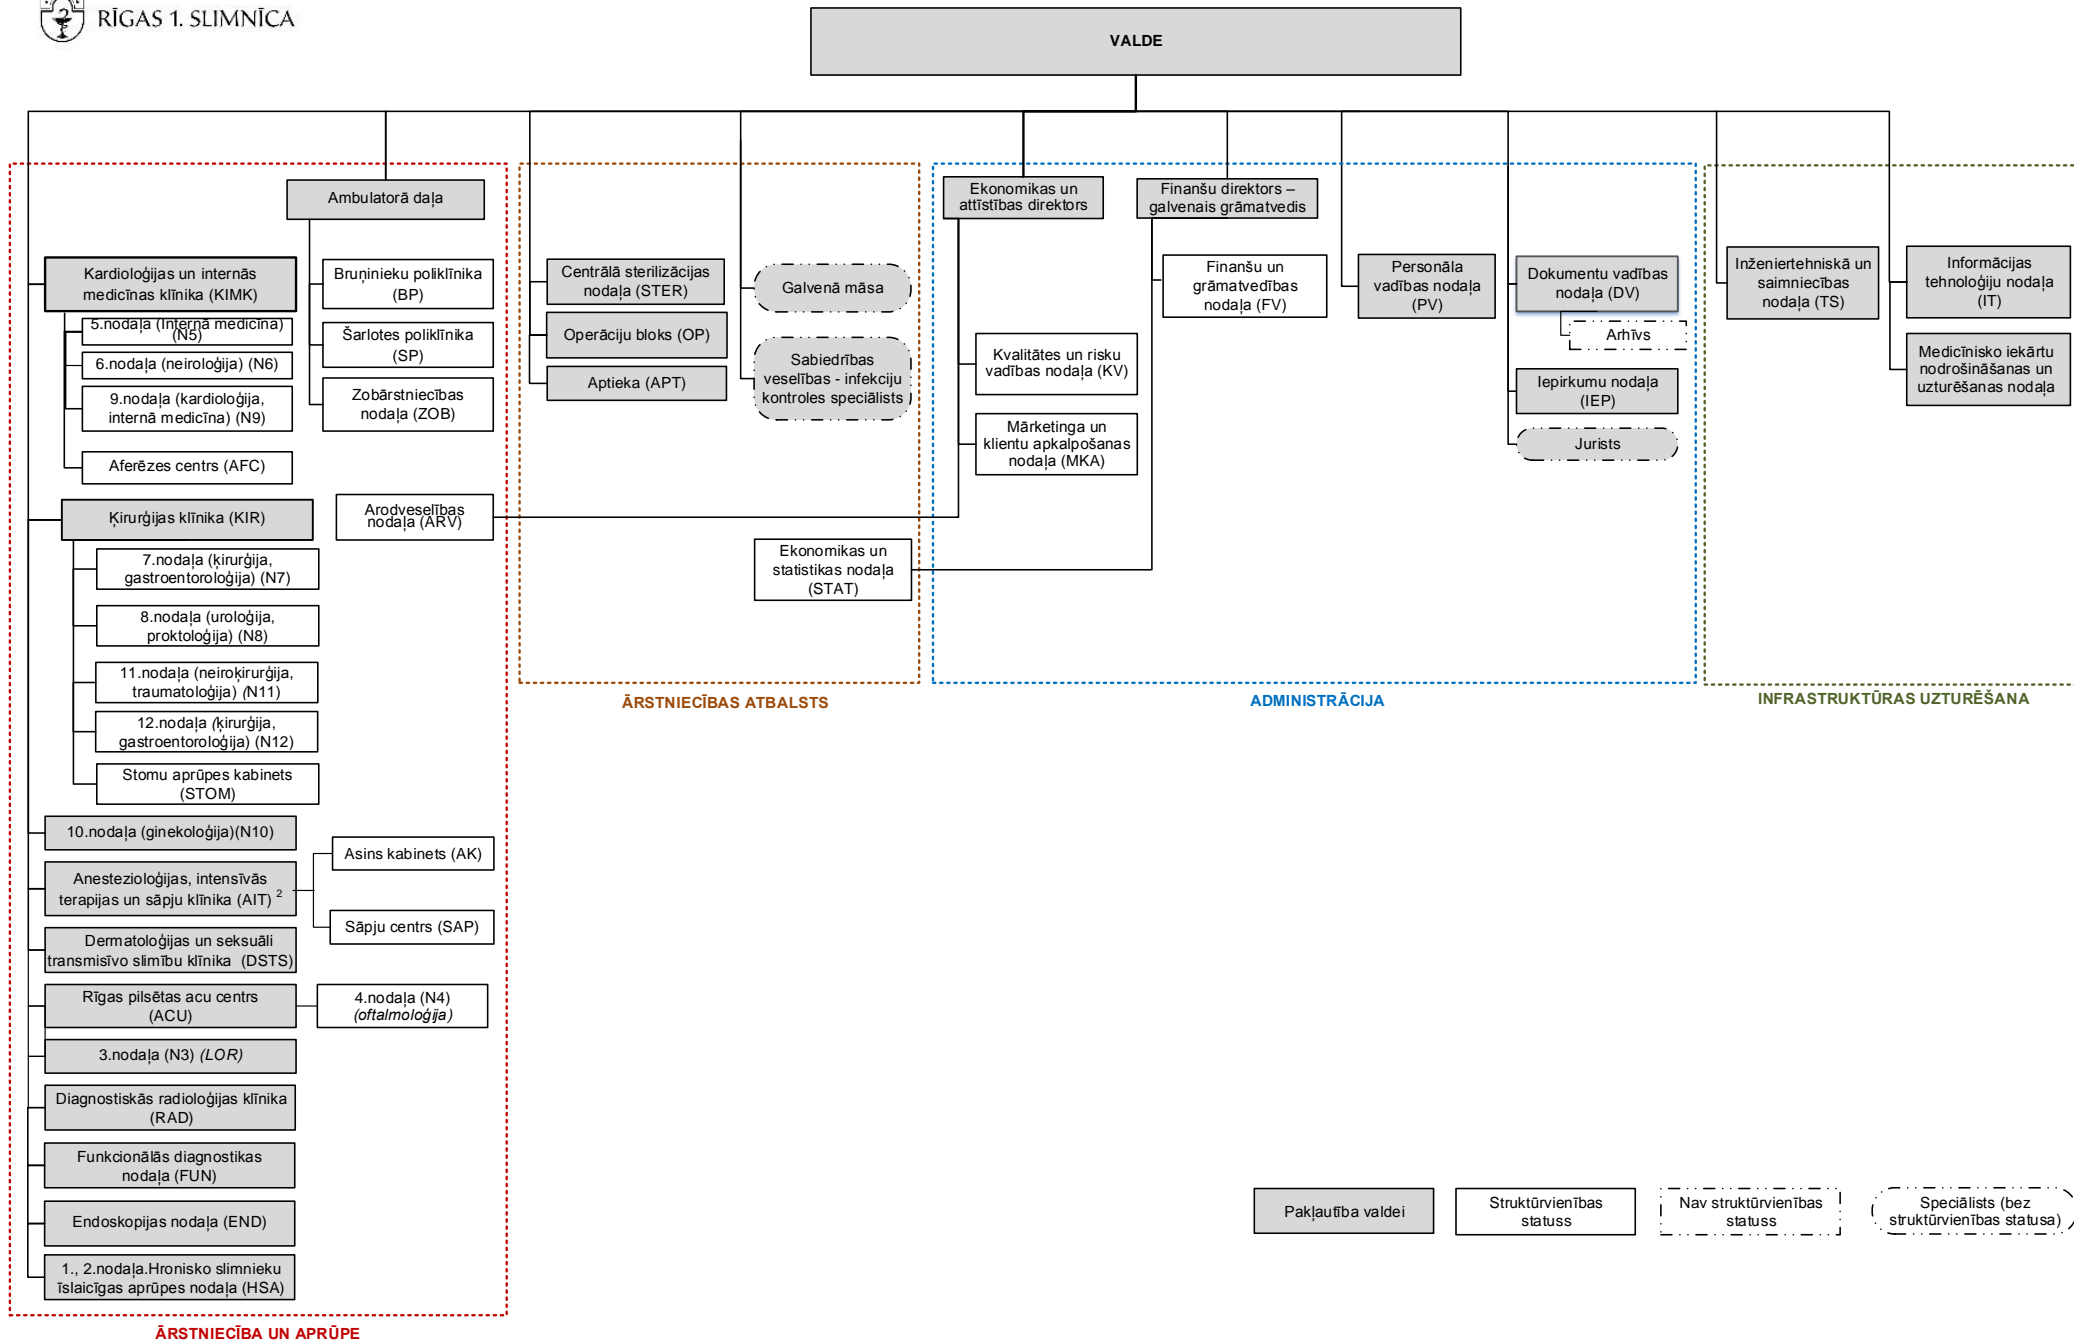 RĪGAS 1. SLIMNĪCA
VALDE
Ambulatorā daļa
Kardioloģijas un internās
medicīnas klīnika (KIMK)
5.nodaļa (Internā medicīna)
(N5)
6.nodaļa (neiroloģija) (N6)
9.nodaļa (kardioloģija,
internā medicīna) (N9)
Aferēzes centrs (AFC)
Bruņinieku poliklīnika
(BP)
Šarlotes poliklīnika
(SP)
Zobārstniecības
nodaļa (ZOB)
Ķirurģijas klīnika (KIR)
Arodveselības
nodaļa (ARV)
7.nodaļa (ķirurģija,
gastroentoroloģija) (N7)
8.nodaļa (uroloģija,
proktoloģija) (N8)
11.nodaļa (neiroķirurģija,
traumatoloģija) (N11)
12.nodaļa (ķirurģija,
gastroentoroloģija) (N12)
Stomu aprūpes kabinets
(STOM)
10.nodaļa (ginekoloģija)(N10)
Anestezioloģijas, intensīvās
terapijas un sāpju klīnika (AIT) 2
Asins kabinets (AK)
Sāpju centrs (SAP)
Dermatoloģijas un seksuāli
transmisīvo slimību klīnika (DSTS)
Rīgas pilsētas acu centrs
(ACU)
4.nodaļa (N4)
(oftalmoloģija)
3.nodaļa (N3) (LOR)
Diagnostiskās radioloģijas klīnika
(RAD)
Funkcionālās diagnostikas
nodaļa (FUN)
Endoskopijas nodaļa (END)
1., 2.nodaļa.Hronisko slimnieku
īslaicīgas aprūpes nodaļa (HSA)
ĀRSTNIECĪBA UN APRŪPE
Centrālā sterilizācijas
nodaļa (STER)
Operāciju bloks (OP)
Aptieka (APT)
Galvenā māsa
Sabiedrības
veselības - infekciju
kontroles speciālists
Ekonomikas un
statistikas nodaļa
(STAT)
ĀRSTNIECĪBAS ATBALSTS
Ekonomikas un
attīstības direktors
Finanšu direktors –
galvenais grāmatvedis
Finanšu un
grāmatvedības
nodaļa (FV)
Kvalitātes un risku
vadības nodaļa (KV)
Mārketinga un
klientu apkalpošanas
nodaļa (MKA)
Personāla
vadības nodaļa
(PV)
Dokumentu vadības
nodaļa (DV)
Arhīvs
Iepirkumu nodaļa
(IEP)
Jurists
ADMINISTRĀCIJA
Inženiertehniskā un
saimniecības
nodaļa (TS)
Informācijas
tehnoloģiju nodaļa
(IT)
Medicīnisko iekārtu
nodrošināšanas un
uzturēšanas nodaļa
INFRASTRUKTŪRAS UZTURĒŠANA
Pakļautība valdei
Struktūrvienības
statuss
Nav struktūrvienības
statuss
Speciālists (bez
struktūrvienības statusa)